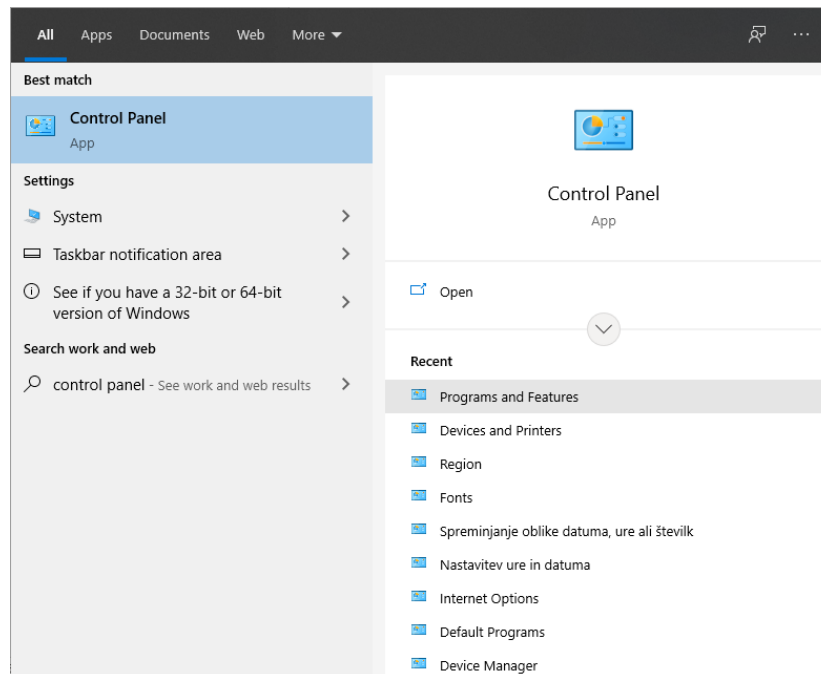 All Apps Documents Web More
Best match
Control Panel
App
Settings
System
Taskbar notification area
See if you have a 32-bit or 64-bit
version of Windows
Search work and web
control panel - See work and web results
Control Panel
App
Open
Recent
Programs and Features
Devices and Printers
Region
Fonts
Spreminjanje oblike datuma, ure ali številk
Nastavitev ure in datuma
Internet Options
Default Programs
Device Manager